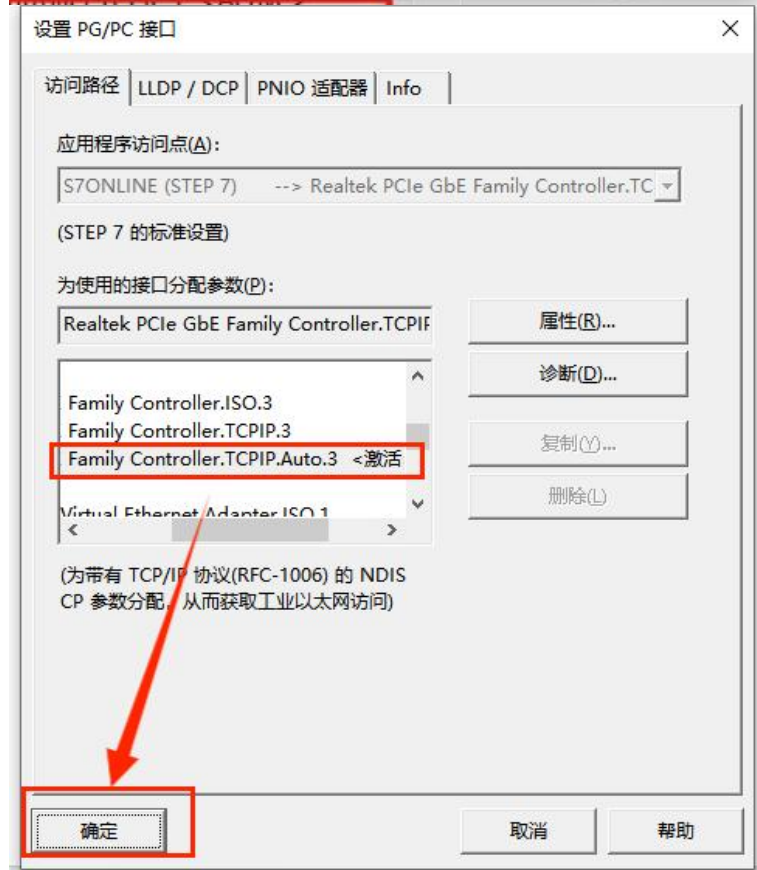 设置 PG/PC 接口
访问路径 LLDP / DCP PNIO 适配器 Info
应用程序访问点(A):
S7ONLINE (STEP 7) --> Realtek PCIe GbE Family Controller.TC
(STEP 7 的标准设置)
为使用的接口分配参数(P):
Realtek PCIe GbE Family Controller.TCPIP
属性(R)...
诊断(D)...
Family Controller.ISO.3
Family Controller.TCPIP.3
Family Controller.TCPIP.Auto.3 <激活
复制(Y)...
删除(L)
Virtual Ethernet Adapter.ISO.1
(为带有 TCP/IP 协议(RFC-1006) 的 NDIS
CP 参数分配，从而获取工业以太网访问)
确定 取消 帮助